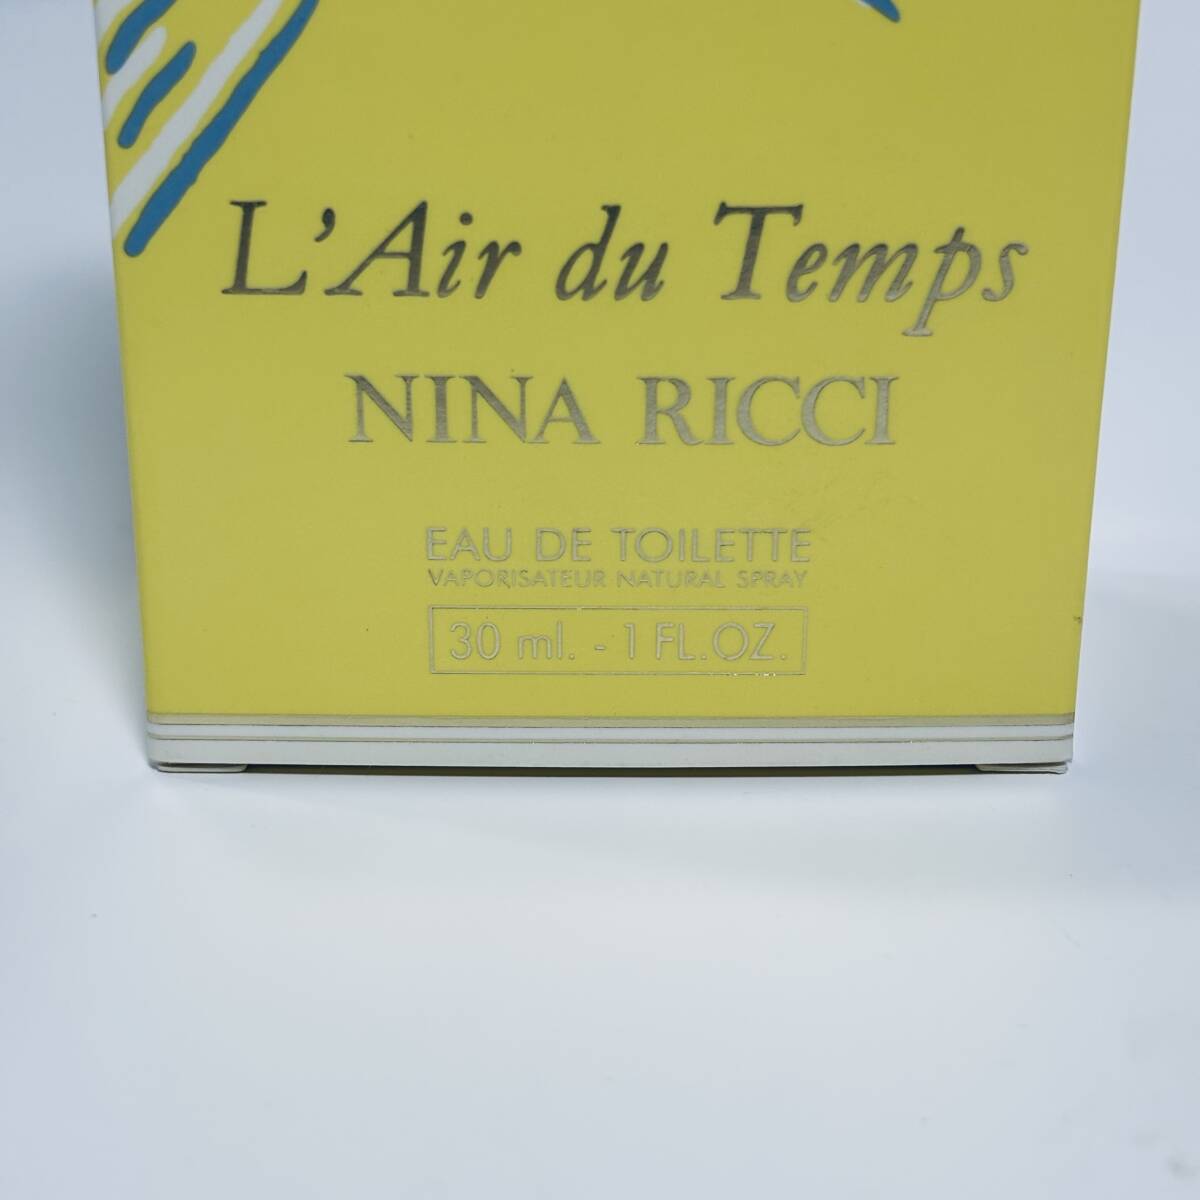 L'Air du Temps
NINA RICCI
EAU DE TOILETTE
VAPORISATEUR NATURAL SPRAY
30 ml. - 1 FL.OZ.